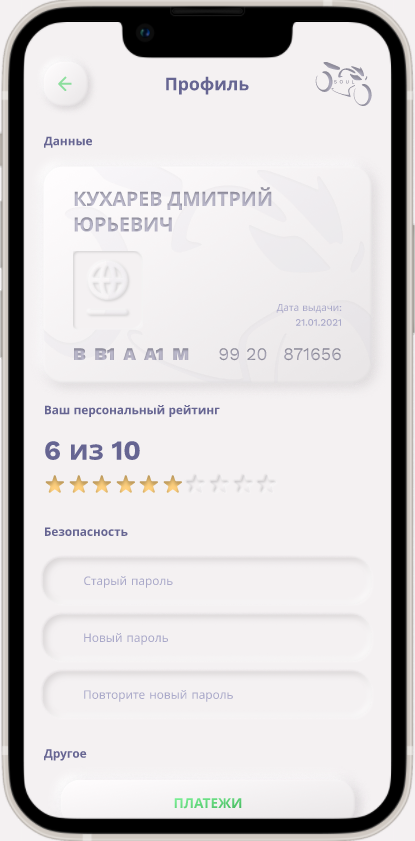 Профиль
SOUL
Данные
КУХАРЕВ ДМИТРИЙ
ЮРЬЕВИЧ
Дата выдачи:
21.01.2021
B B1 A A1 M 99 20 871656
Ваш персональный рейтинг
6 из 10
Безопасность
Старый пароль
Новый пароль
Повторите новый пароль
Другое
ПЛАТЕЖИ